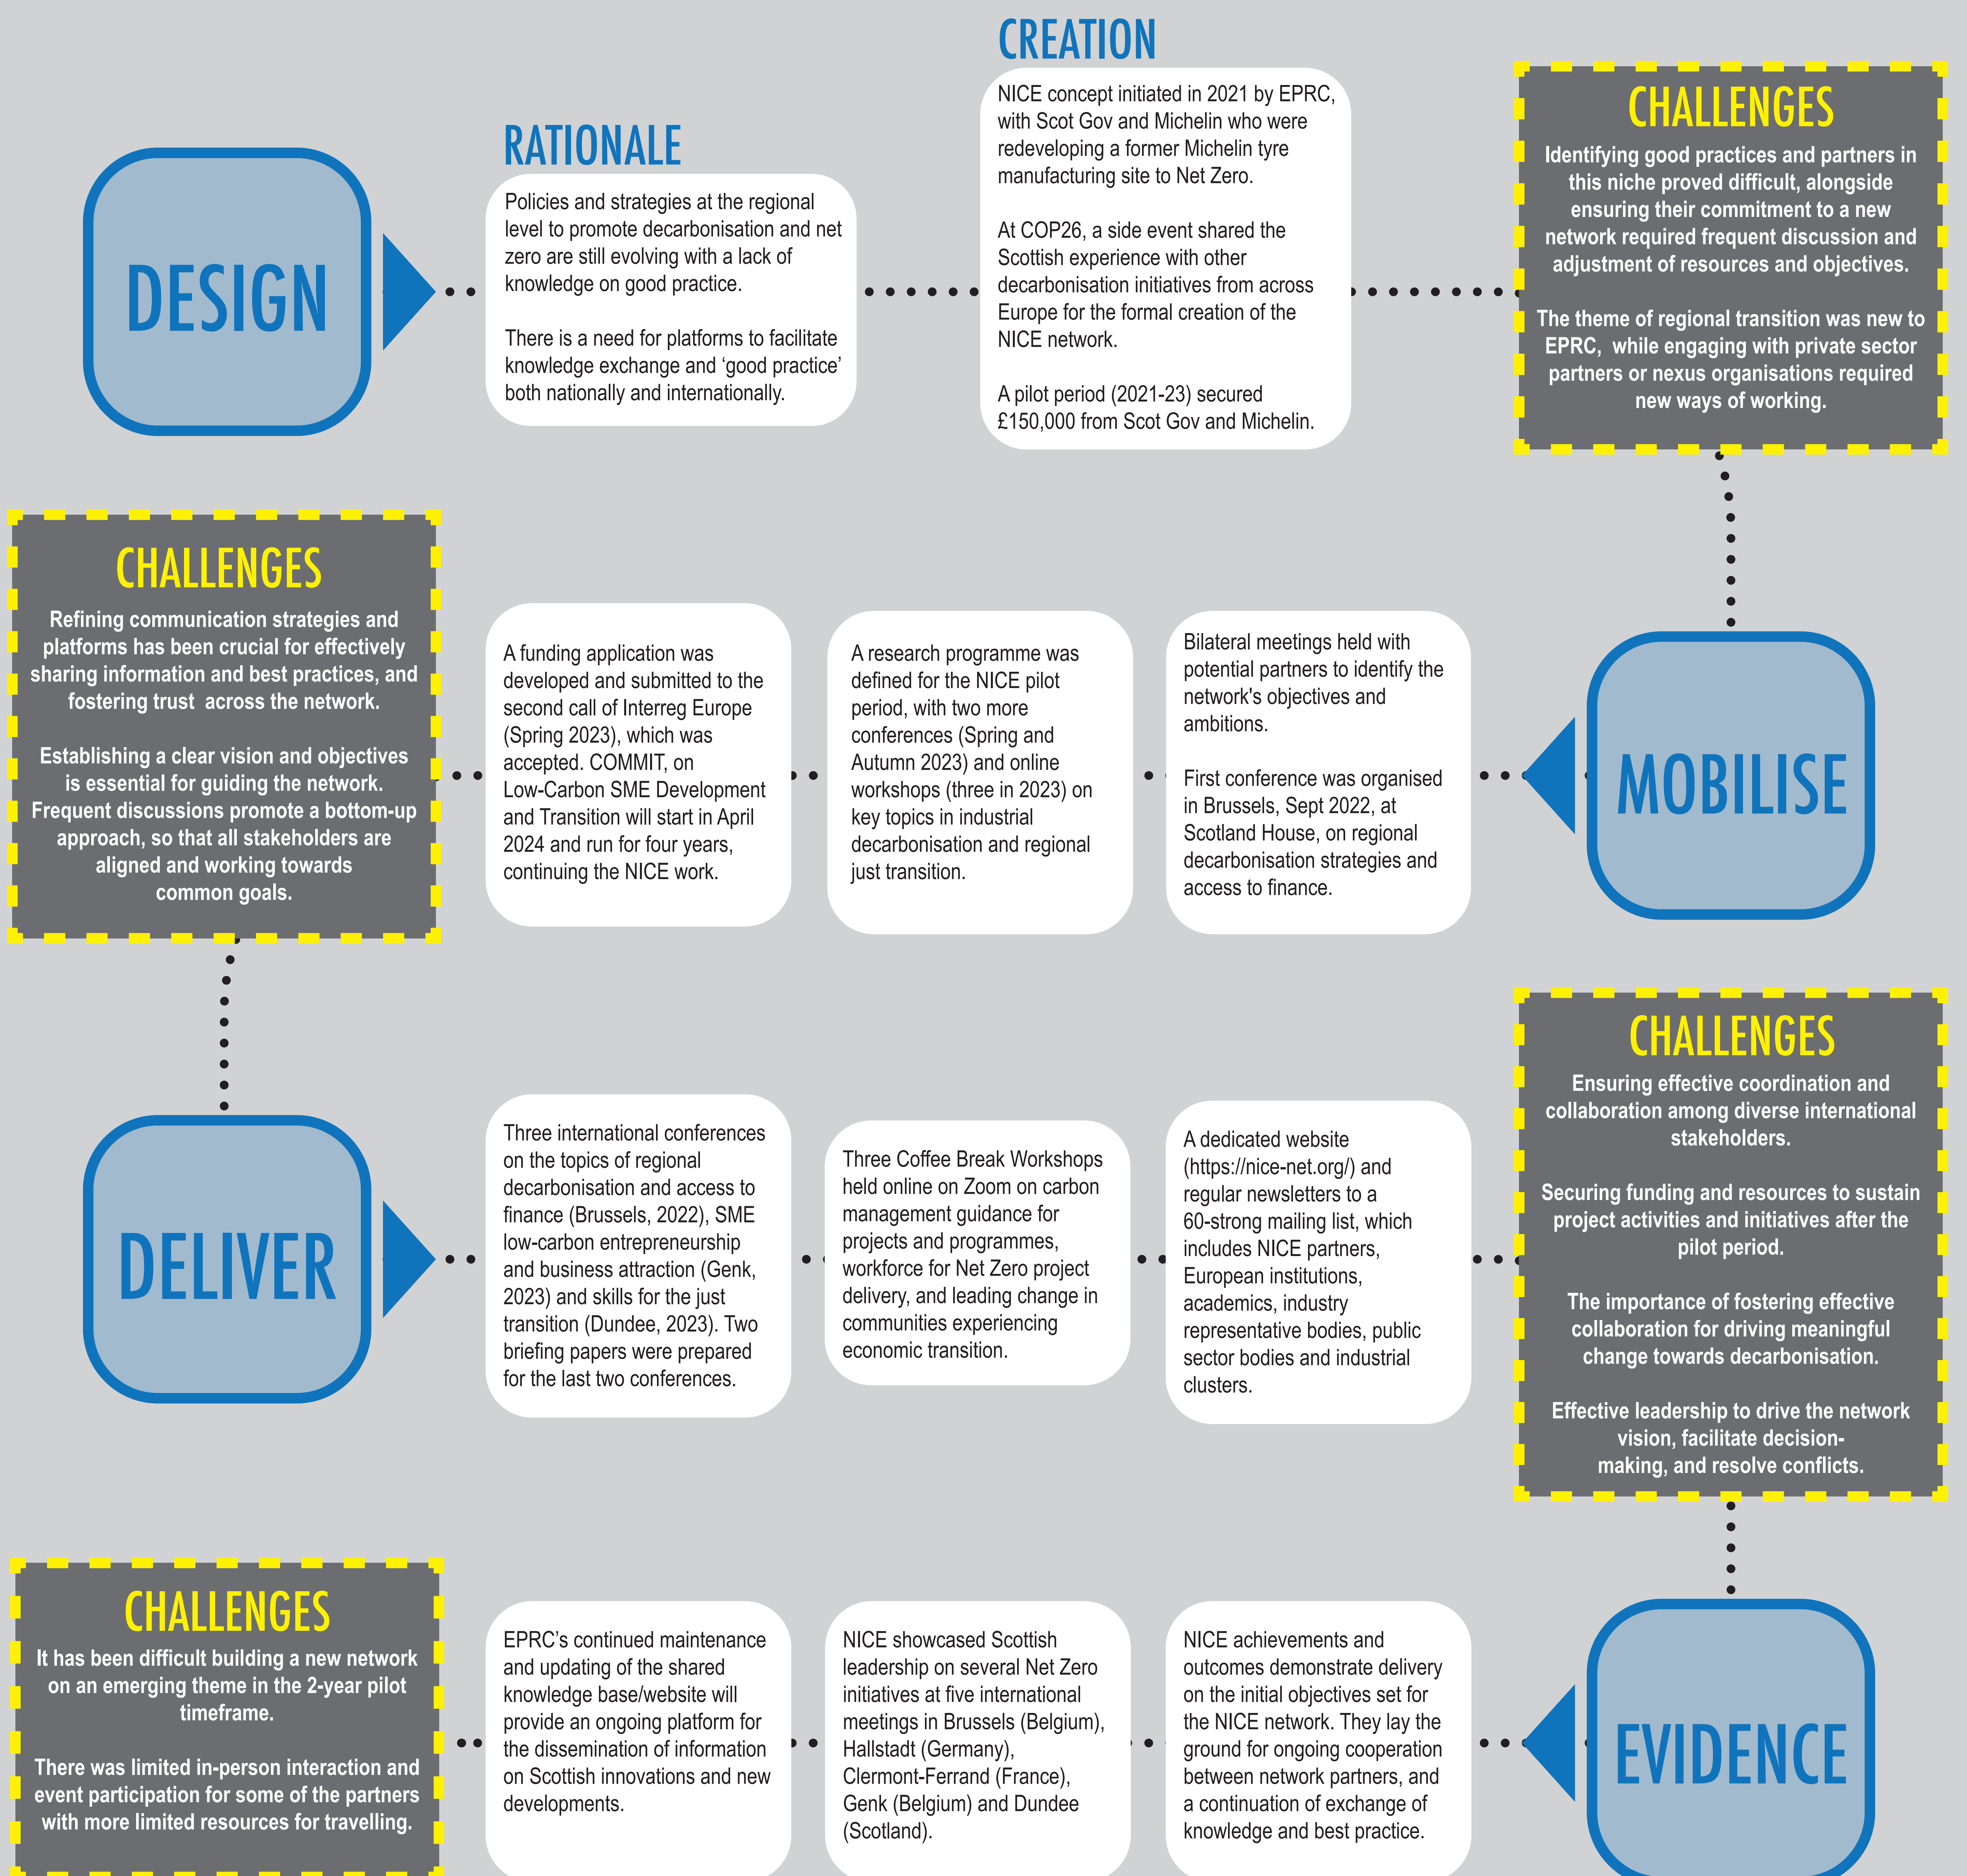 DESIGN
RATIONALE
Policies and strategies at the regional
level to promote decarbonisation and net
zero are still evolving with a lack of
knowledge on good practice.
There is a need for platforms to facilitate
knowledge exchange and ‘good practice’
both nationally and internationally.
CREATION
NICE concept initiated in 2021 by EPRC,
with Scot Gov and Michelin who were
redeveloping a former Michelin tyre
manufacturing site to Net Zero.
At COP26, a side event shared the
Scottish experience with other
decarbonisation initiatives from across
Europe for the formal creation of the
NICE network.
A pilot period (2021-23) secured
£150,000 from Scot Gov and Michelin.
CHALLENGES
Identifying good practices and partners in
this niche proved difficult, alongside
ensuring their commitment to a new
network required frequent discussion and
adjustment of resources and objectives.
The theme of regional transition was new to
EPRC, while engaging with private sector
partners or nexus organisations required
new ways of working.
MOBILISE
Bilateral meetings held with
potential partners to identify the
network's objectives and
ambitions.
First conference was organised
in Brussels, Sept 2022, at
Scotland House, on regional
decarbonisation strategies and
access to finance.
A research programme was
defined for the NICE pilot
period, with two more
conferences (Spring and
Autumn 2023) and online
workshops (three in 2023) on
key topics in industrial
decarbonisation and regional
just transition.
A funding application was
developed and submitted to the
second call of Interreg Europe
(Spring 2023), which was
accepted. COMMIT, on
Low-Carbon SME Development
and Transition will start in April
2024 and run for four years,
continuing the NICE work.
CHALLENGES
Refining communication strategies and
platforms has been crucial for effectively
sharing information and best practices, and
fostering trust across the network.
Establishing a clear vision and objectives
is essential for guiding the network.
Frequent discussions promote a bottom-up
approach, so that all stakeholders are
aligned and working towards
common goals.
DELIVER
Three international conferences
on the topics of regional
decarbonisation and access to
finance (Brussels, 2022), SME
low-carbon entrepreneurship
and business attraction (Genk,
2023) and skills for the just
transition (Dundee, 2023). Two
briefing papers were prepared
for the last two conferences.
Three Coffee Break Workshops
held online on Zoom on carbon
management guidance for
projects and programmes,
workforce for Net Zero project
delivery, and leading change in
communities experiencing
economic transition.
A dedicated website
(https://nice-net.org/) and
regular newsletters to a
60-strong mailing list, which
includes NICE partners,
European institutions,
academics, industry
representative bodies, public
sector bodies and industrial
clusters.
CHALLENGES
Ensuring effective coordination and
collaboration among diverse international
stakeholders.
Securing funding and resources to sustain
project activities and initiatives after the
pilot period.
The importance of fostering effective
collaboration for driving meaningful
change towards decarbonisation.
Effective leadership to drive the network
vision, facilitate decision-
making, and resolve conflicts.
EVIDENCE
NICE achievements and
outcomes demonstrate delivery
on the initial objectives set for
the NICE network. They lay the
ground for ongoing cooperation
between network partners, and
a continuation of exchange of
knowledge and best practice.
NICE showcased Scottish
leadership on several Net Zero
initiatives at five international
meetings in Brussels (Belgium),
Hallstadt (Germany),
Clermont-Ferrand (France),
Genk (Belgium) and Dundee
(Scotland).
EPRC’s continued maintenance
and updating of the shared
knowledge base/website will
provide an ongoing platform for
the dissemination of information
on Scottish innovations and new
developments.
CHALLENGES
It has been difficult building a new network
on an emerging theme in the 2-year pilot
timeframe.
There was limited in-person interaction and
event participation for some of the partners
with more limited resources for travelling.